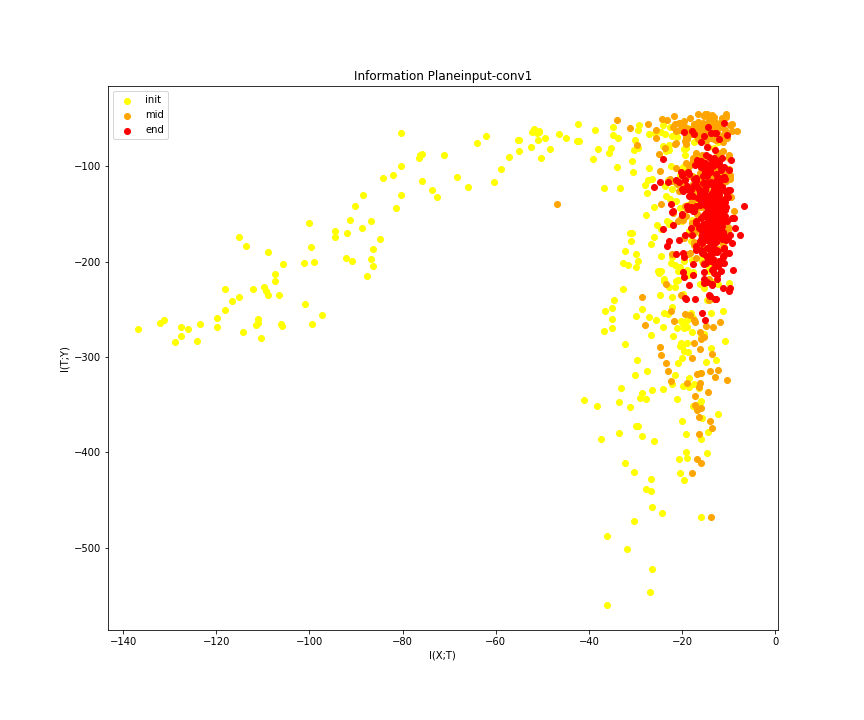 Information Planeinput-conv1
init
mid
end
I(T;Y)
−100
−200
−300
−400
−500
−140
−120
−100
−80
−60
−40
−20
0
I(X;T)